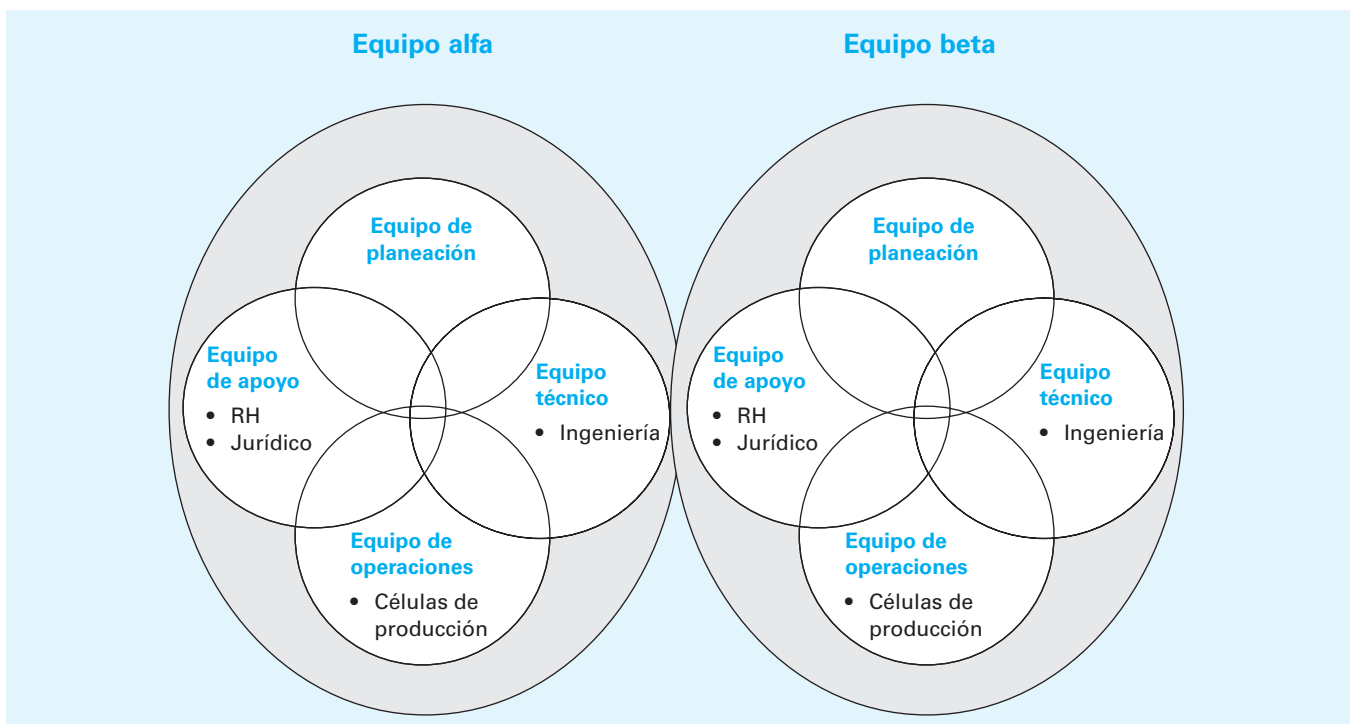 Equipo alfa
Equipo beta
Equipo de
planeación
Equipo
de apoyo
• RH
• Jurídico
Equipo
técnico
• Ingeniería
Equipo de
operaciones
• Células de
producción
Equipo de
planeación
Equipo
de apoyo
• RH
• Jurídico
Equipo
técnico
• Ingeniería
Equipo de
operaciones
• Células de
producción